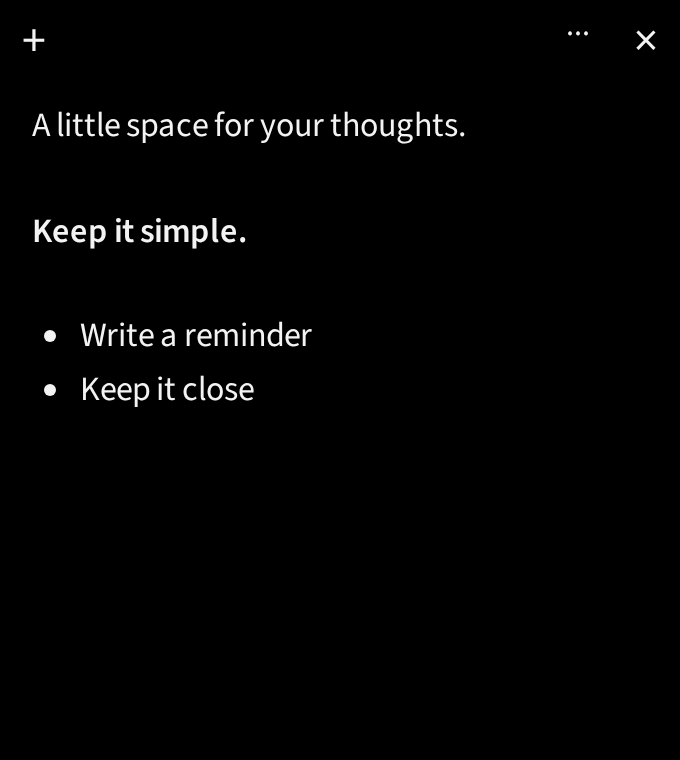 A little space for your thoughts.
Keep it simple.
• Write a reminder
• Keep it close